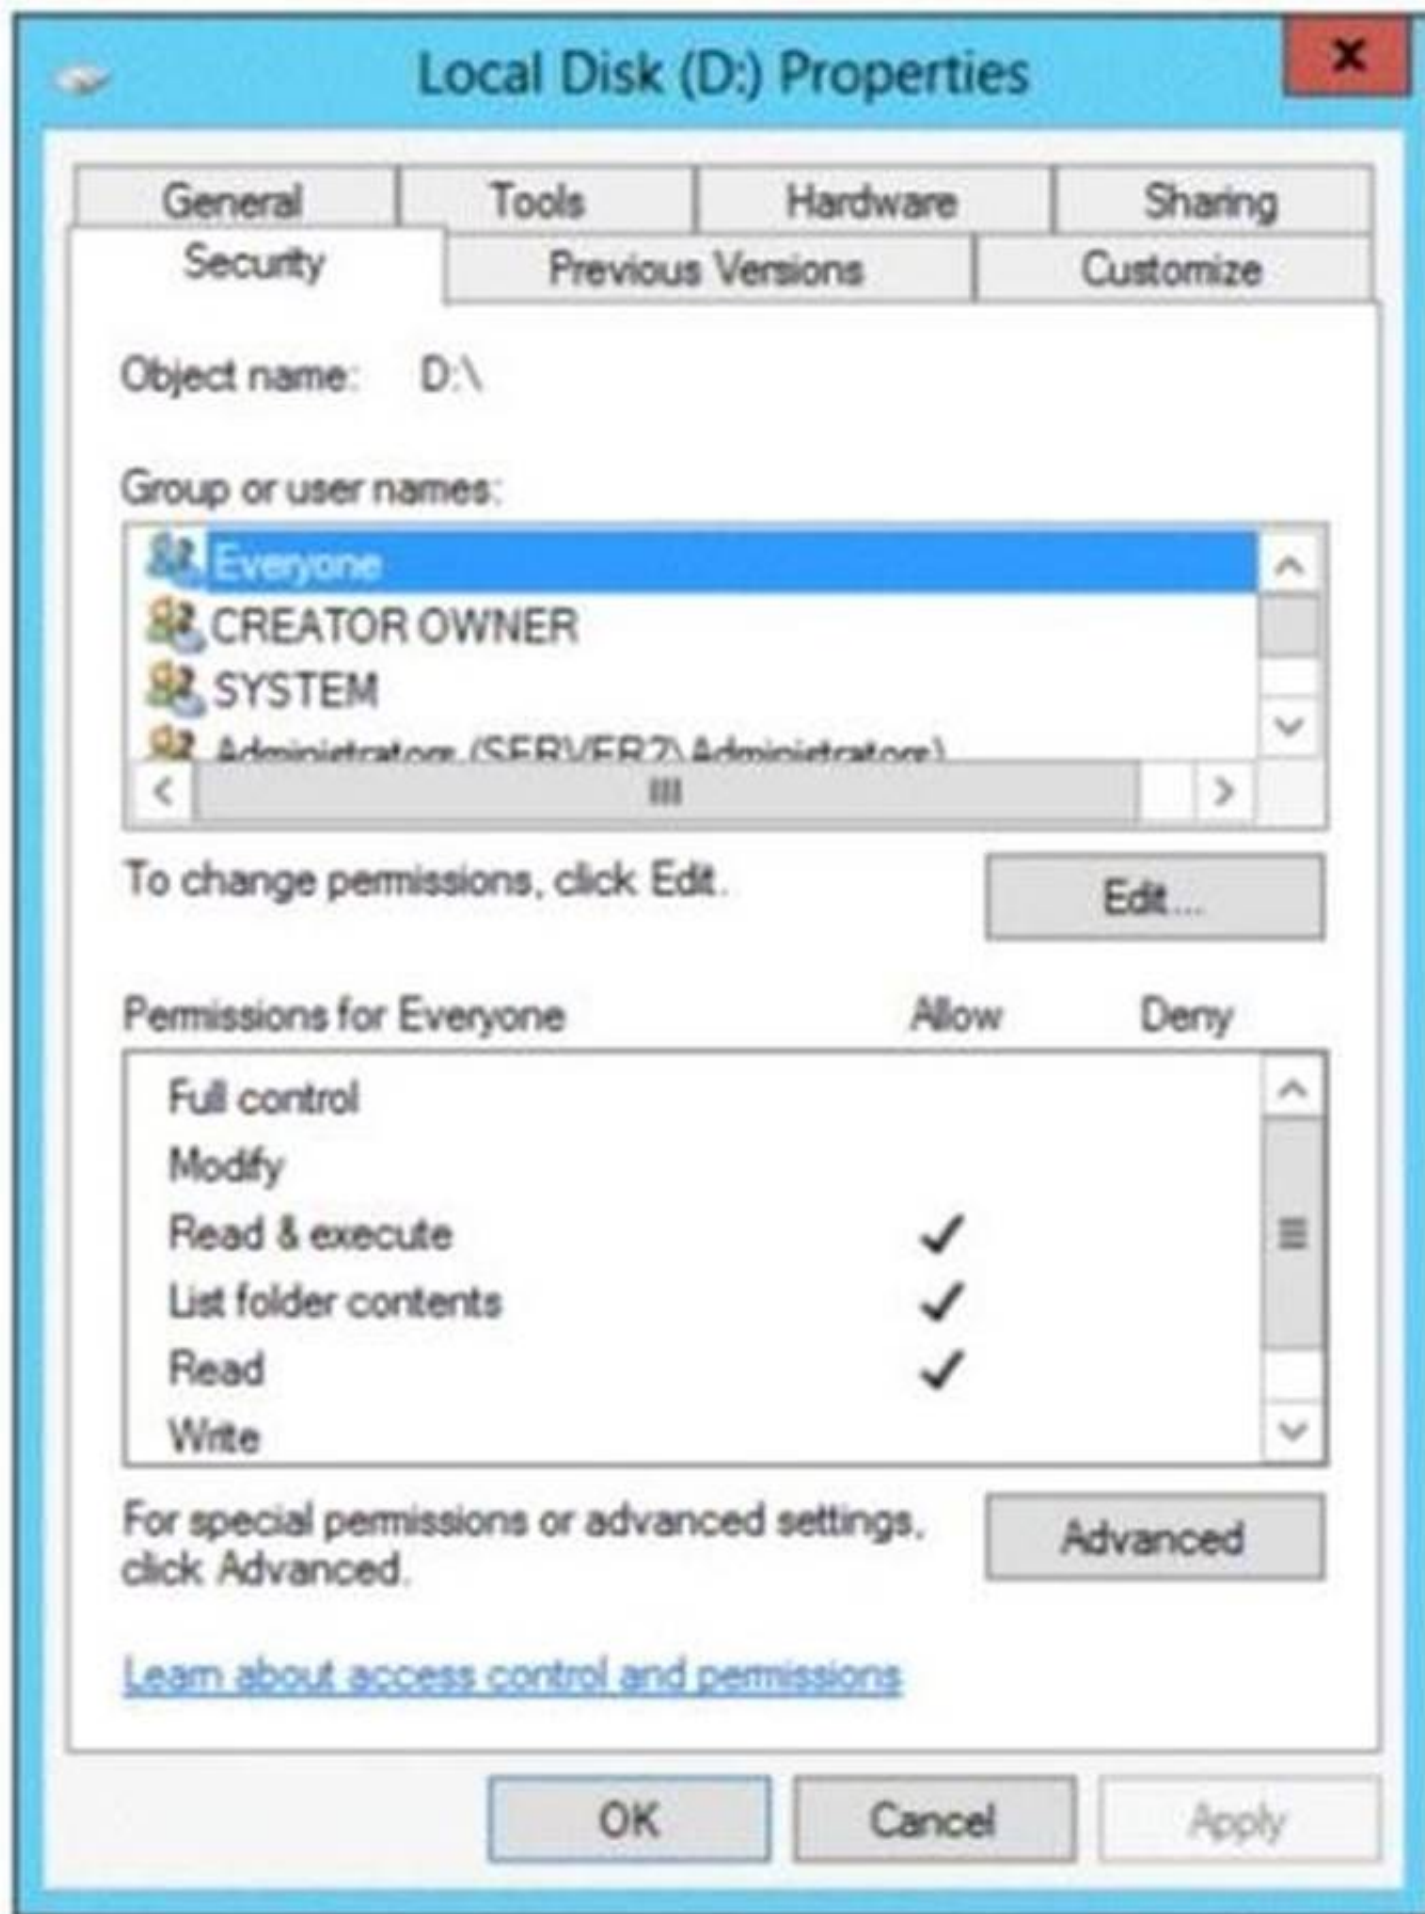 Local Disk (D:) Properties
x
General Tools Hardware Sharing
Security Previous Versions Customize
Object name: D:\
Group or user names:
Everyone
CREATOR OWNER
SYSTEM
Administrators (SERVER2\Administrators)
To change permissions, click Edit.
Edit...
Permissions for Everyone Allow Deny
Full control
Modify
Read & execute
List folder contents
Read
Write
For special permissions or advanced settings,
click Advanced.
Advanced
Learn about access control and permissions
OK Cancel Apply